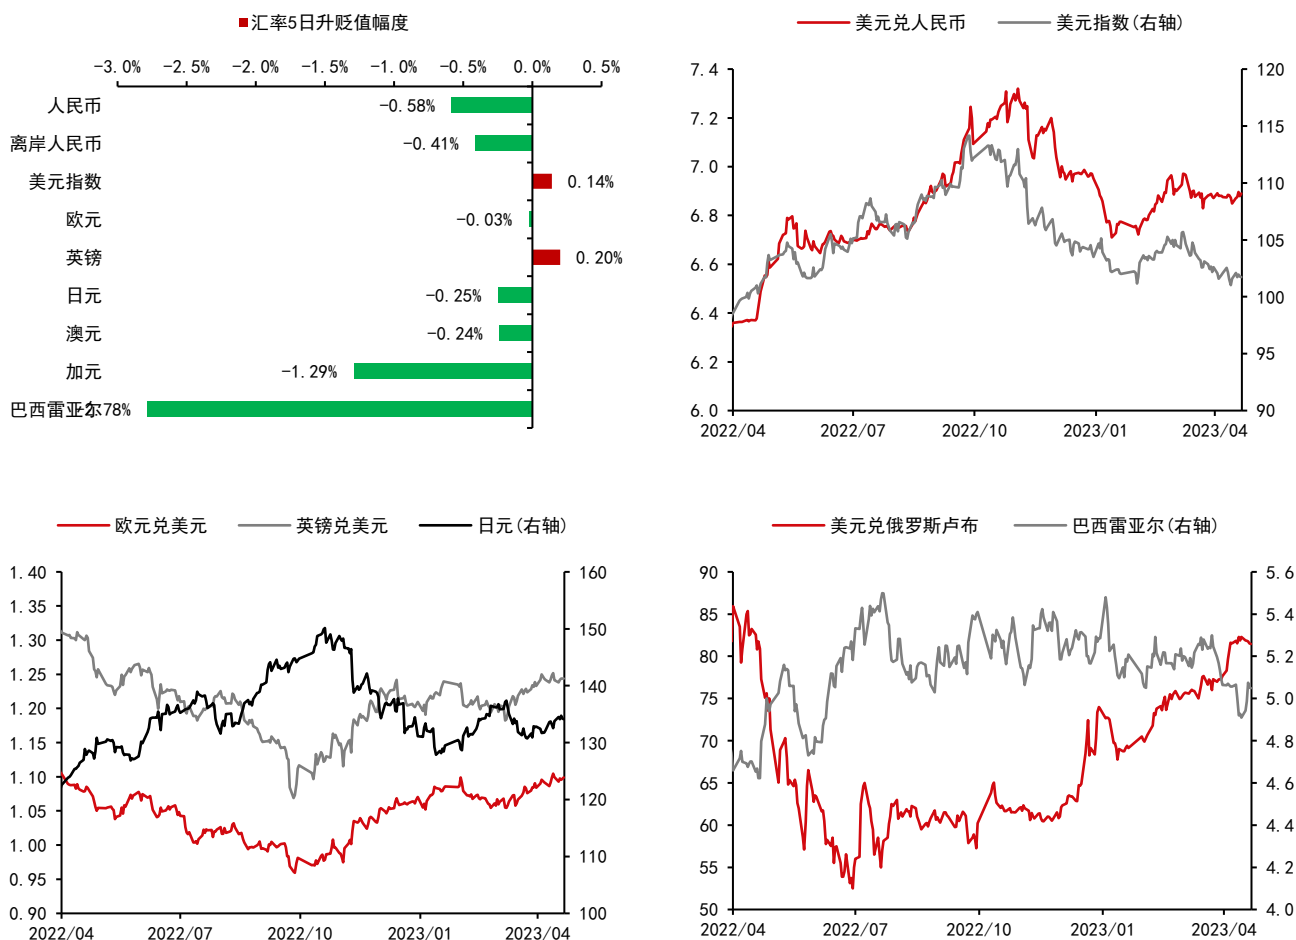 汇率5日升贬值幅度
-3.0% -2.5% -2.0% -1.5% -1.0% -0.5% 0.0% 0.5%
人民币 -0.58%
离岸人民币 -0.41%
美元指数 0.14%
欧元 -0.03%
英镑 0.20%
日元 -0.25%
澳元 -0.24%
加元 -1.29%
巴西雷亚尔 -2.78%
美元兑人民币 美元指数(右轴)
7.4 120
7.2 115
7.0 110
6.8 105
6.6 100
6.4 95
6.2 90
6.0
2022/04 2022/07 2022/10 2023/01 2023/04
欧元兑美元 英镑兑美元 日元(右轴)
1.40 160
1.35 150
1.30 140
1.25 130
1.20 120
1.15 110
1.10 100
1.05
1.00
0.95
0.90
2022/04 2022/07 2022/10 2023/01 2023/04
美元兑俄罗斯卢布 巴西雷亚尔(右轴)
90 5.6
85 5.4
80 5.2
75 5.0
70 4.8
65 4.6
60 4.4
55 4.2
50 4.0
2022/04 2022/07 2022/10 2023/01 2023/04